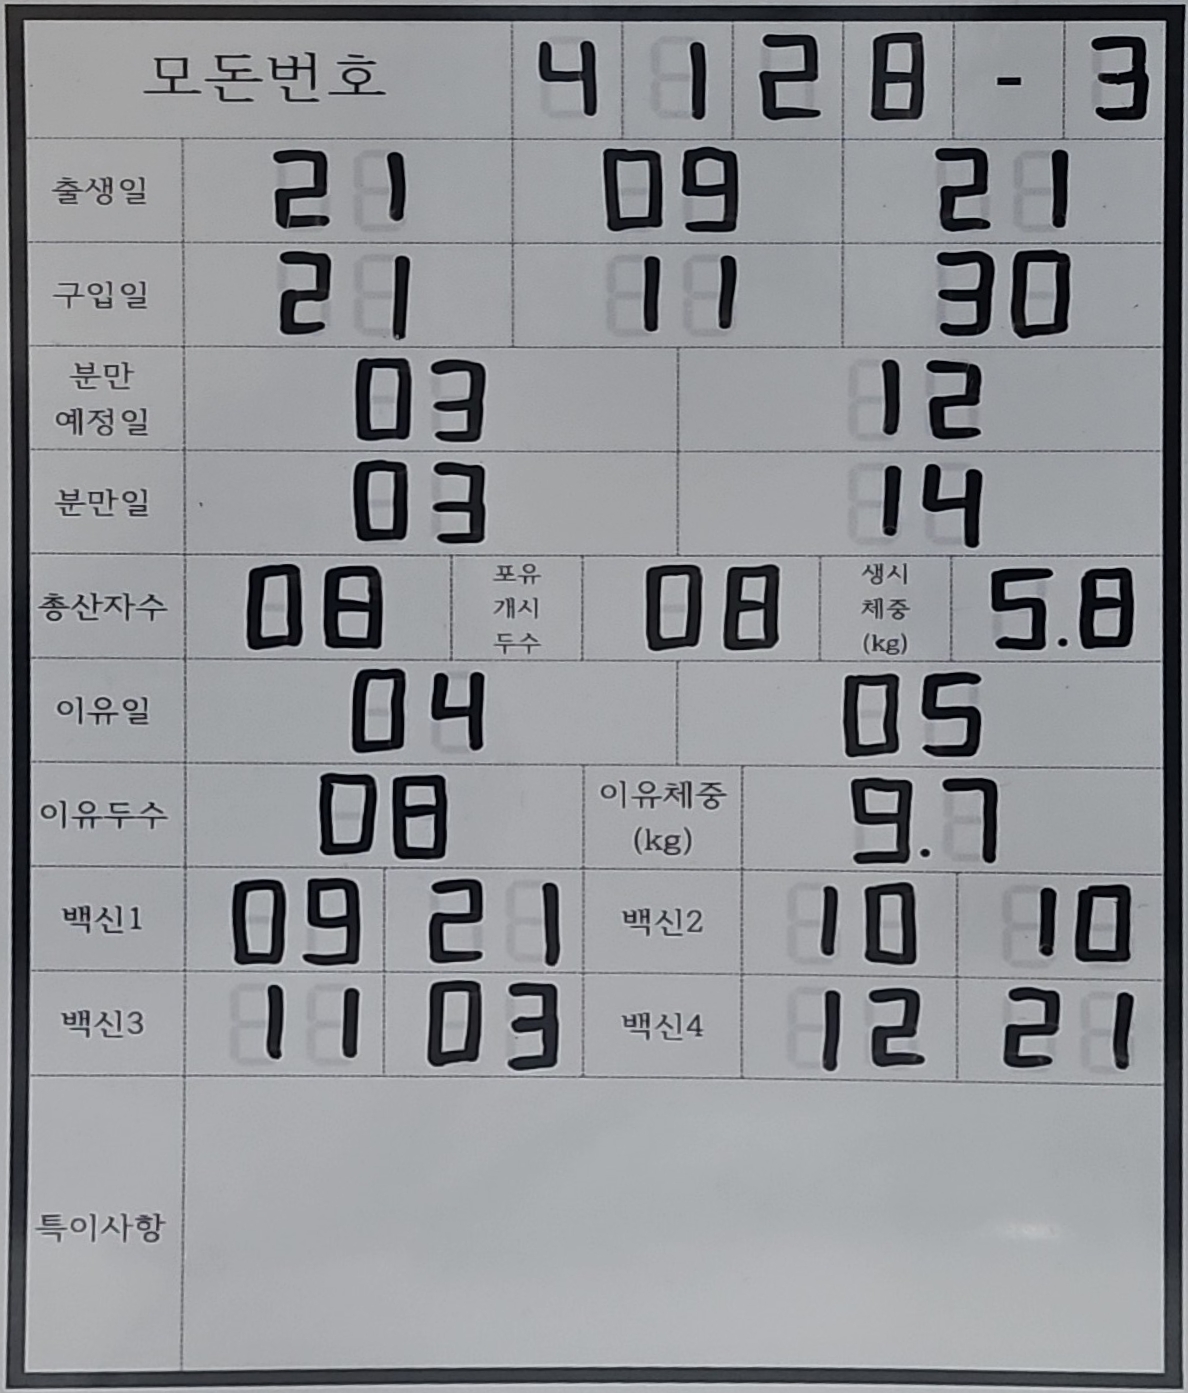 모돈번호 4 1 2 8 - 3
출생일 21 09 21
구입일 21 11 30
분만
예정일 03 12
분만일 03 14
총산자수 08 포유
개시
두수 08 생시
체중
(kg) 5.8
이유일 04 05
이유두수 08 이유체중
(kg) 9.7
백신1 09 21 백신2 10 10
백신3 11 03 백신4 12 21
특이사항